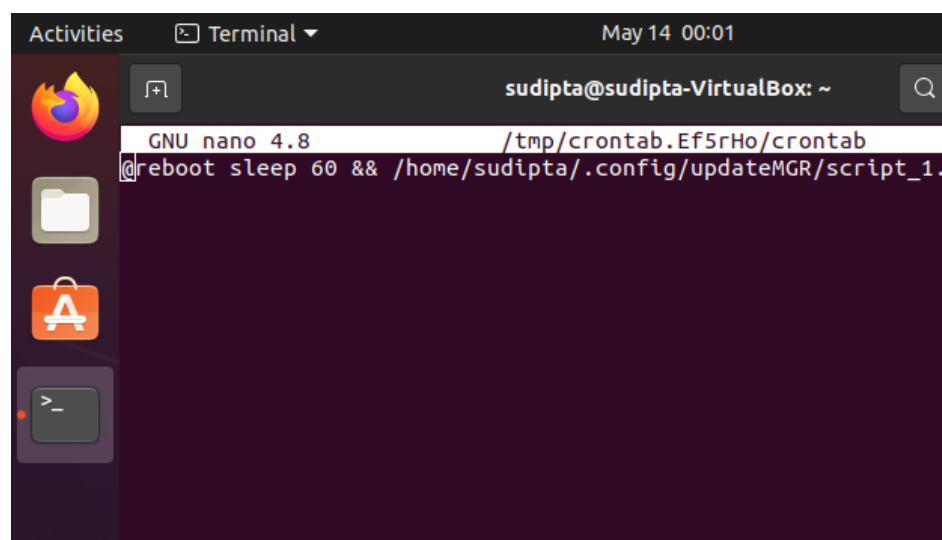 Activities Terminal May 14 00:01
sudipta@sudipta-VirtualBox: ~
GNU nano 4.8 /tmp/crontab.Ef5rHo/crontab
@reboot sleep 60 && /home/sudipta/.config/updateMGR/script_1.